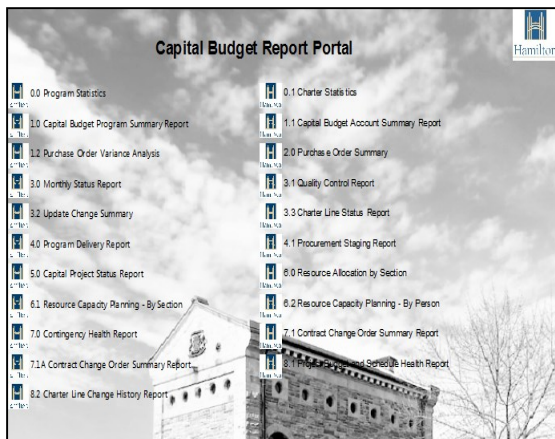 Capital Budget Report Portal
Hamilton
0.0 Program Statistics
0.1 Charter Statistics
1.0 Capital Budget Program Summary Report
1.1 Capital Budget Account Summary Report
1.2 Purchase Order Variance Analysis
2.0 Purchase Order Summary
3.0 Monthly Status Report
3.1 Quality Control Report
3.2 Update Change Summary
3.3 Charter Line Status Report
4.0 Program Delivery Report
4.1 Procurement Staging Report
5.0 Capital Project Status Report
6.0 Resource Allocation by Section
6.1 Resource Capacity Planning - By Section
6.2 Resource Capacity Planning - By Person
7.0 Contingency Health Report
7.1 Contract Change Order Summary Report
7.1A Contract Change Order Summary Report
8.1 Project Budget and Schedule Health Report
8.2 Charter Line Change History Report